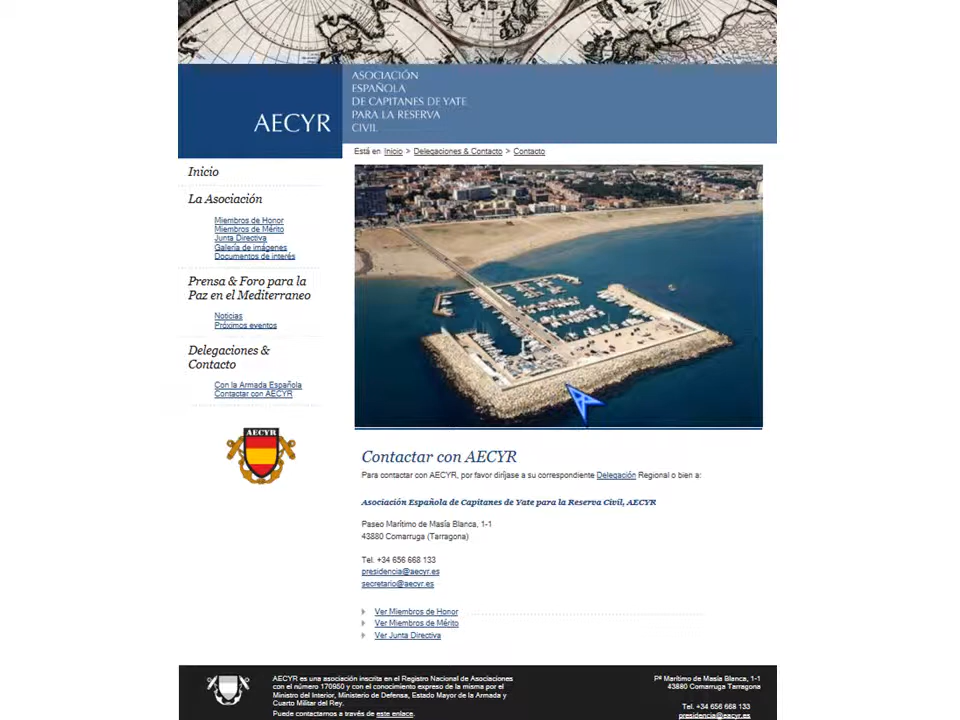 AECYR
ASOCIACIÓN
ESPAÑOLA
DE CAPITANES DE YATE
PARA LA RESERVA
CIVIL
Está en Inicio > Delegaciones & Contacto > Contacto
Inicio
La Asociación
Miembros de Honor
Miembros de Mérito
Junta Directiva
Galería de imágenes
Documentos de interés
Prensa & Foro para la
Paz en el Mediterraneo
Noticias
Próximos eventos
Delegaciones &
Contacto
Con la Armada Española
Contactar con AECYR
AECYR
Contactar con AECYR
Para contactar con AECYR, por favor diríjase a su correspondiente Delegación Regional o bien a:
Asociación Española de Capitanes de Yate para la Reserva Civil, AECYR
Paseo Marítimo de Masía Blanca, 1-1
43880 Comarruga (Tarragona)
Tel. +34 656 668 133
presidencia@aecyr.es
secretario@aecyr.es
Ver Miembros de Honor
Ver Miembros de Mérito
Ver Junta Directiva
AECYR es una asociación inscrita en el Registro Nacional de Asociaciones
con el número 170950 y con el conocimiento expreso de la misma por el
Ministro del Interior, Ministerio de Defensa, Estado Mayor de la Armada y
Cuarto Militar del Rey.
Puede contactarnos a través de este enlace.
Pº Marítimo de Masía Blanca, 1-1
43880 Comarruga Tarragona
Tel. +34 656 668 133
presidencia@aecyr.es